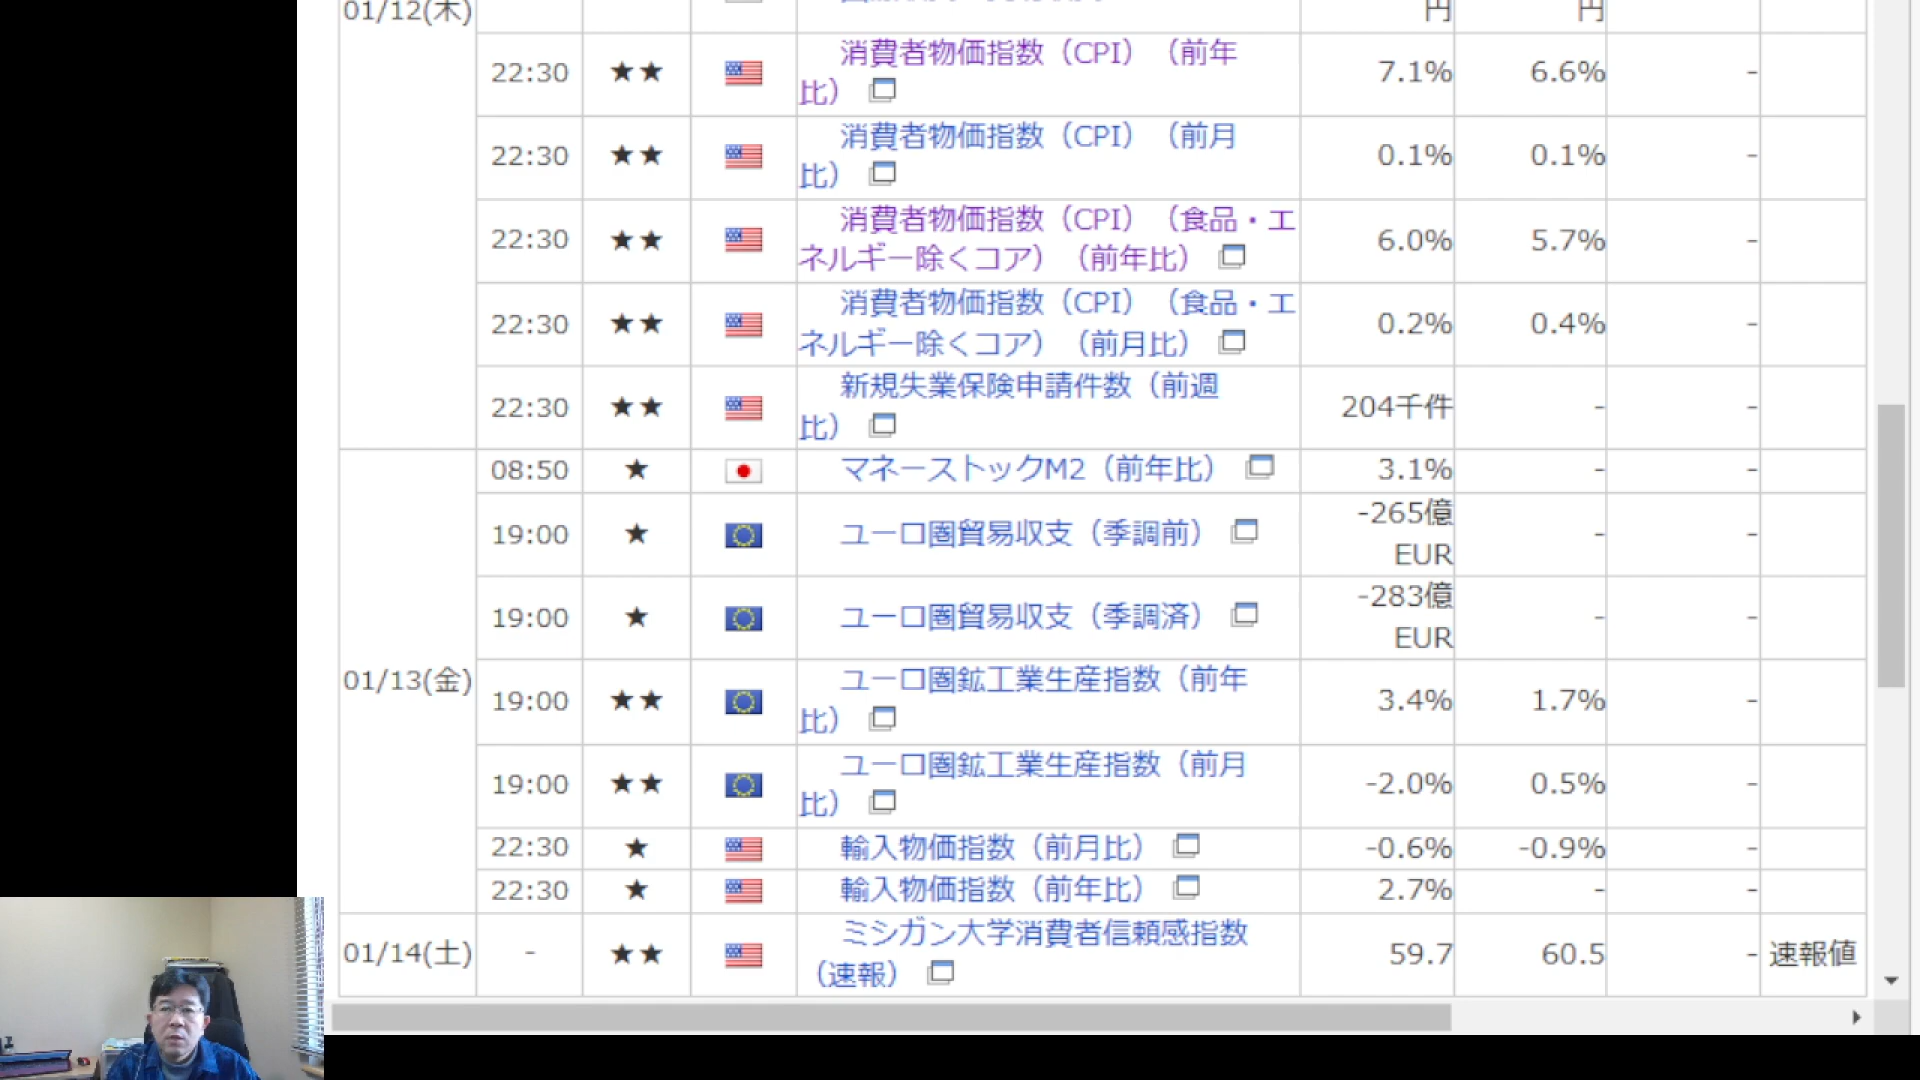 01/12(木)
円
円
22:30 ★★ 消費者物価指数（CPI）（前年
比） 7.1% 6.6% -
22:30 ★★ 消費者物価指数（CPI）（前月
比） 0.1% 0.1% -
22:30 ★★ 消費者物価指数（CPI）（食品・エ
ネルギー除くコア）（前年比） 6.0% 5.7% -
22:30 ★★ 消費者物価指数（CPI）（食品・エ
ネルギー除くコア）（前月比） 0.2% 0.4% -
22:30 ★★ 新規失業保険申請件数（前週
比） 204千件 - -
01/13(金)
08:50 ★ マネーストックM2（前年比） 3.1% - -
19:00 ★ ユーロ圏貿易収支（季調前） -265億
EUR - -
19:00 ★ ユーロ圏貿易収支（季調済） -283億
EUR - -
19:00 ★★ ユーロ圏鉱工業生産指数（前年
比） 3.4% 1.7% -
19:00 ★★ ユーロ圏鉱工業生産指数（前月
比） -2.0% 0.5% -
22:30 ★ 輸入物価指数（前月比） -0.6% -0.9% -
22:30 ★ 輸入物価指数（前年比） 2.7% - -
01/14(土) - ★★ ミシガン大学消費者信頼感指数
（速報） 59.7 60.5 - 速報値